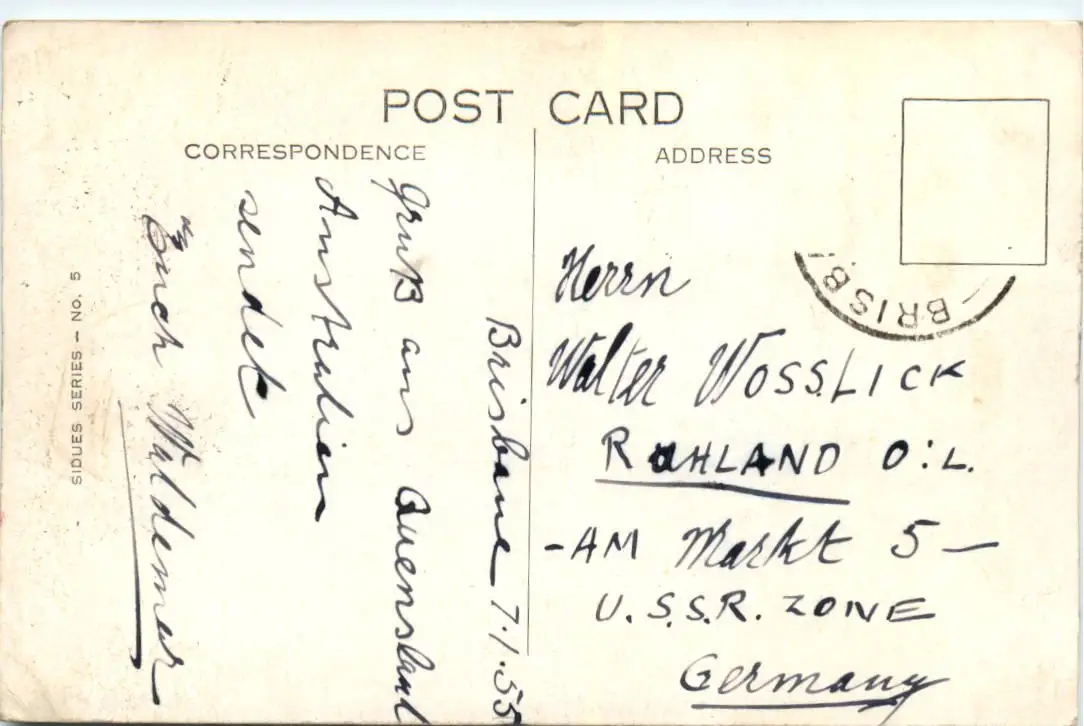 POST CARD
CORRESPONDENCE
ADDRESS
BRISB
Brisbane 7.1.55
Gruß aus Queensland
Australien
sendet
Erich Waldemar
Herrn
Walter WOSSLICK
RUHLAND O.L.
- AM Markt 5 -
U.S.S.R. ZONE
Germany
SIDUES SERIES - No. 5